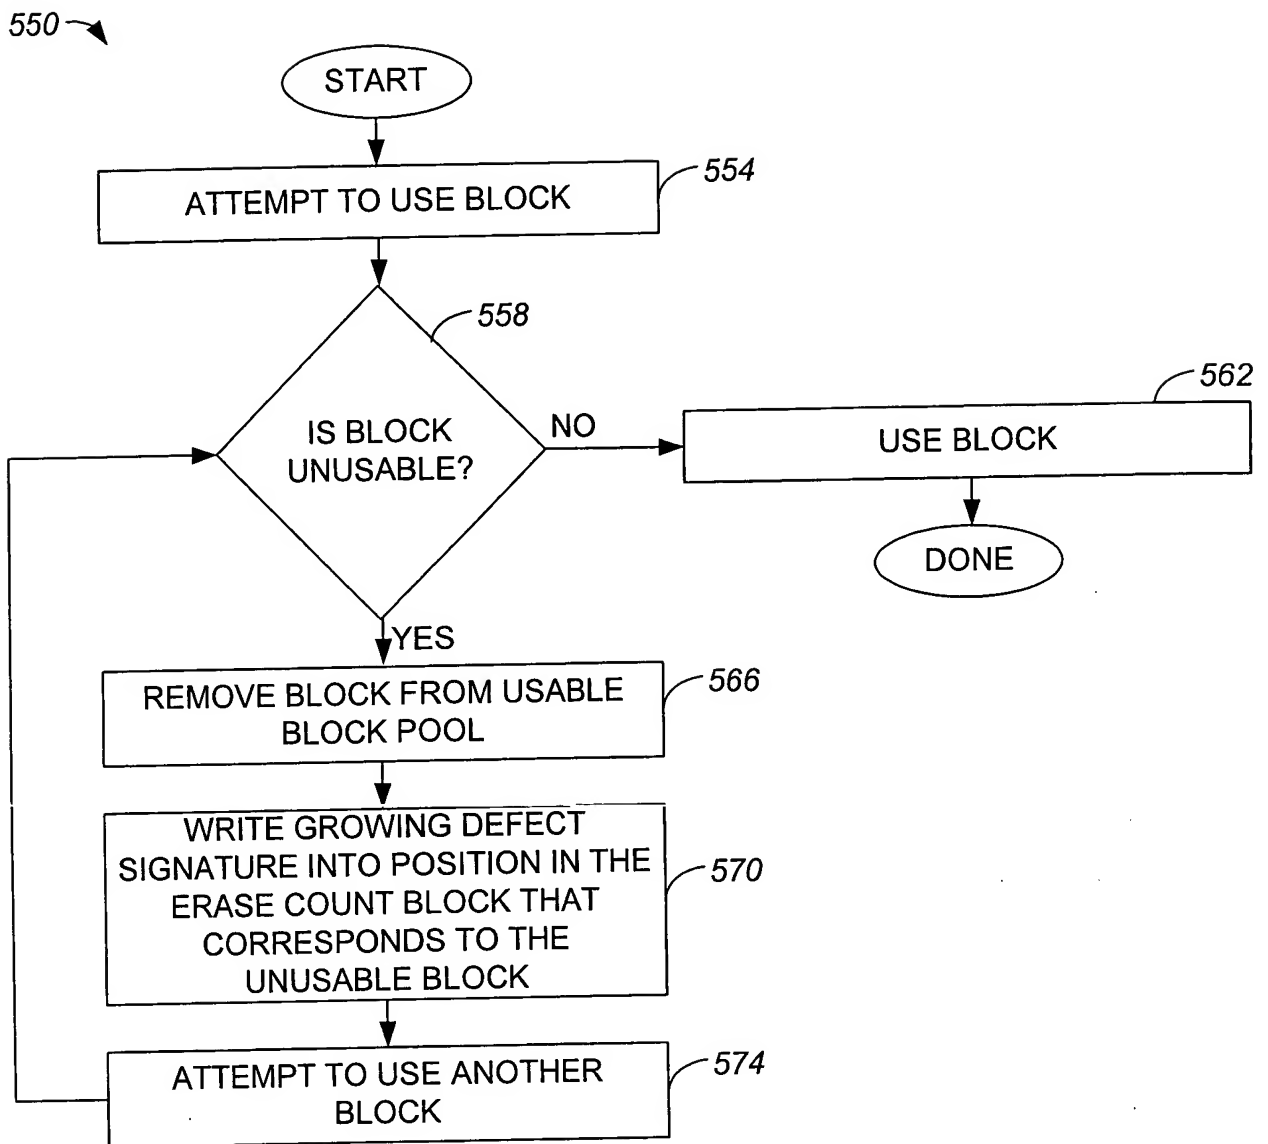 550
START
ATTEMPT TO USE BLOCK
554
558
IS BLOCK
UNUSABLE?
NO
562
USE BLOCK
DONE
YES
REMOVE BLOCK FROM USABLE
BLOCK POOL
566
WRITE GROWING DEFECT
SIGNATURE INTO POSITION IN THE
ERASE COUNT BLOCK THAT
CORRESPONDS TO THE
UNUSABLE BLOCK
570
ATTEMPT TO USE ANOTHER
BLOCK
574